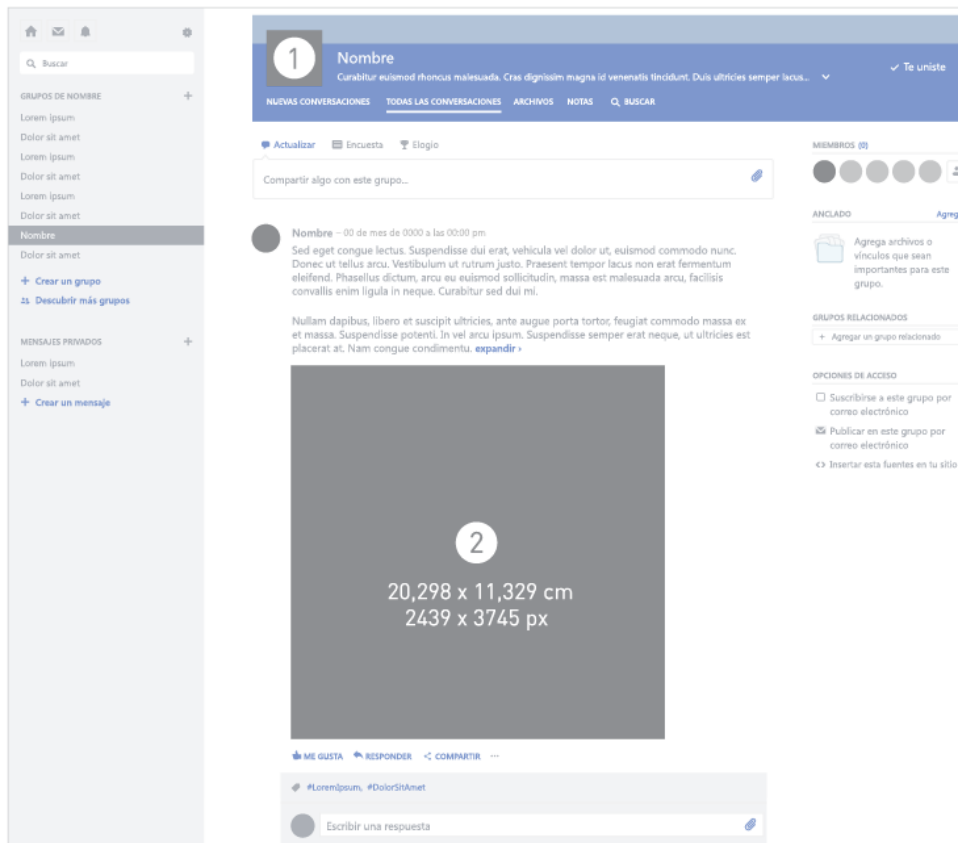 Buscar
GRUPOS DE NOMBRE +
Lorem ipsum
Dolor sit amet
Lorem ipsum
Dolor sit amet
Lorem ipsum
Dolor sit amet
Nombre
Dolor sit amet
+ Crear un grupo
Descubrir más grupos
MENSAJES PRIVADOS +
Lorem ipsum
Dolor sit amet
+ Crear un mensaje
1
Nombre
Curabitur euismod rhoncus malesuada. Cras dignissim magna id venenatis tincidunt. Duis ultricies semper lacus...
Te uniste
NUEVAS CONVERSACIONES TODAS LAS CONVERSACIONES ARCHIVOS NOTAS BUSCAR
Actualizar Encuesta Elogio
Compartir algo con este grupo...
Nombre – 00 de mes de 0000 a las 00:00 pm
Sed eget congue lectus. Suspendisse dui erat, vehicula vel dolor ut, euismod commodo nunc.
Donec ut tellus arcu. Vestibulum ut rutrum justo. Praesent tempor lacus non erat fermentum
eleifend. Phasellus dictum, arcu eu euismod sollicitudin, massa est malesuada arcu, facilisis
convallis enim ligula in neque. Curabitur sed dui mi.
Nullam dapibus, libero et suscipit ultricies, ante augue porta tortor, feugiat commodo massa ex
et massa. Suspendisse potenti. In vel arcu ipsum. Suspendisse semper erat neque, ut ultricies est
placerat at. Nam congue condimentu. expandir ›
2
20,298 x 11,329 cm
2439 x 3745 px
ME GUSTA RESPONDER COMPARTIR ...
#LoremIpsum, #DolorSitAmet
Escribir una respuesta
MIEMBROS (0)
ANCLADO Agreg
Agrega archivos o
vínculos que sean
importantes para este
grupo.
GRUPOS RELACIONADOS
+ Agregar un grupo relacionado
OPCIONES DE ACCESO
Suscribirse a este grupo por
correo electrónico
Publicar en este grupo por
correo electrónico
Insertar esta fuentes en tu sitio